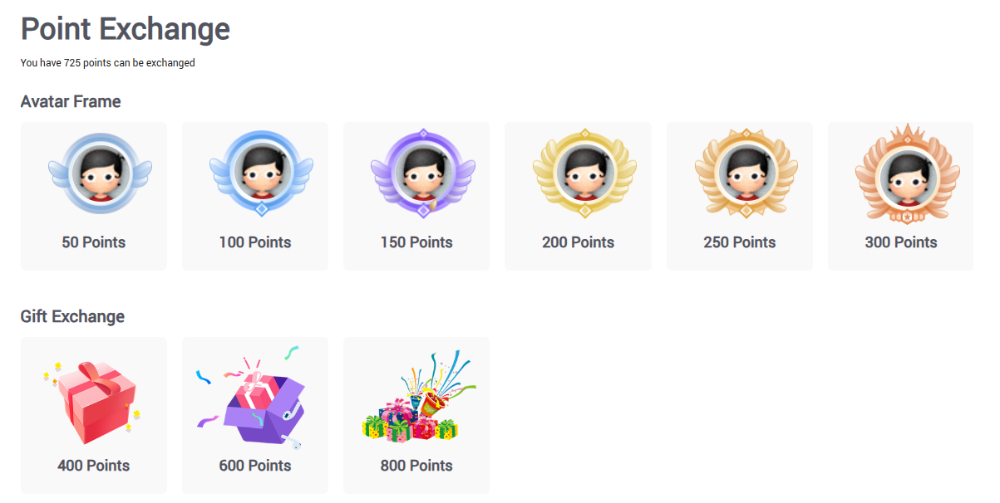 Point Exchange
You have 725 points can be exchanged
Avatar Frame
50 Points
100 Points
150 Points
200 Points
250 Points
300 Points
Gift Exchange
400 Points
600 Points
800 Points